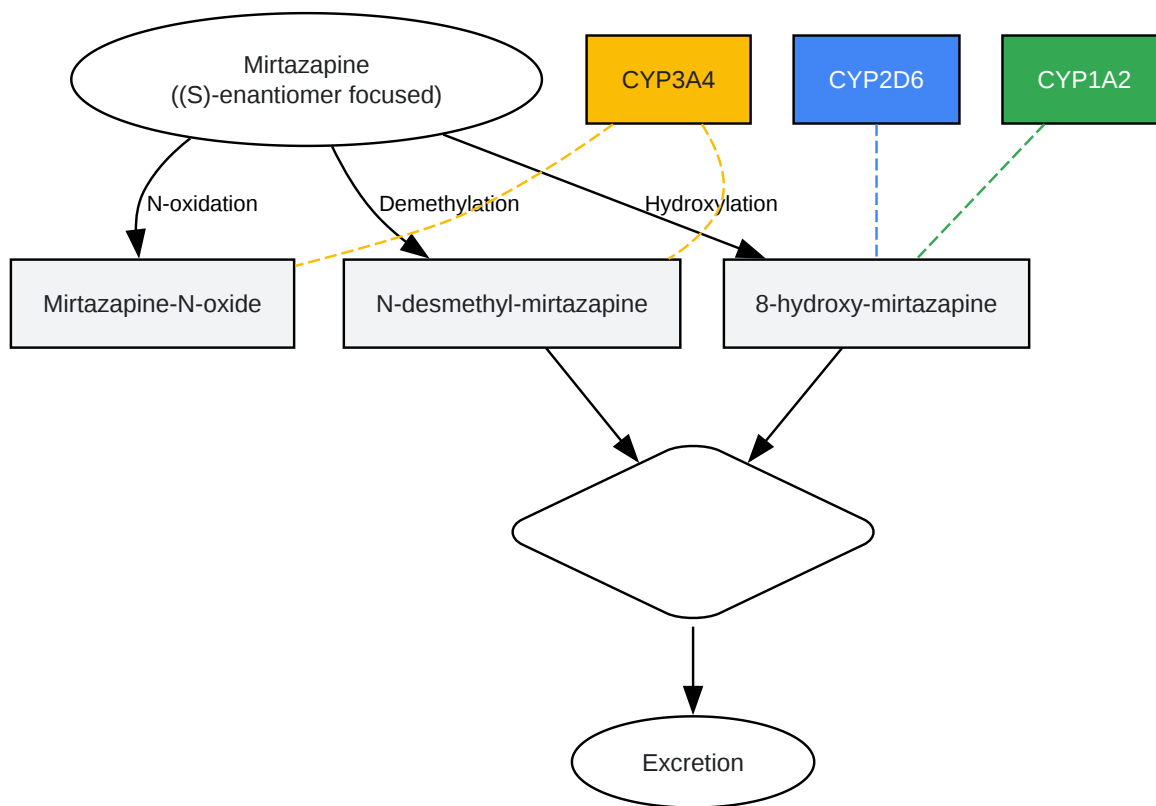 Mirtazapine
((S)-enantiomer focused)
CYP3A4
CYP2D6
CYP1A2
N-oxidation
Demethylation
Hydroxylation
Mirtazapine-N-oxide
N-desmethyl-mirtazapine
8-hydroxy-mirtazapine
Excretion